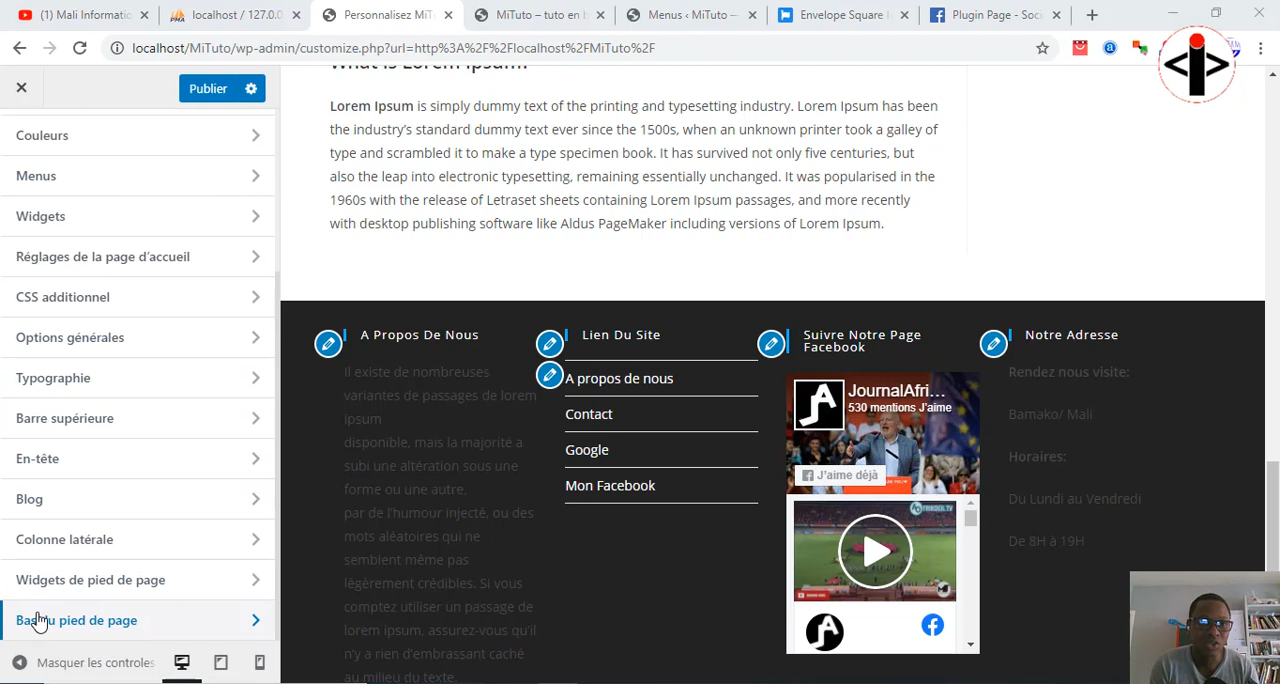 (1) Mali Informatio
localhost / 127.0.0
Personnalisez MiT
MiTuto – tuto en b
Menus ‹ MiTuto —
Envelope Square I
Plugin Page - Soc
localhost/MiTuto/wp-admin/customize.php?url=http%3A%2F%2Flocalhost%2FMiTuto%2F
Publier
Couleurs
Menus
Widgets
Réglages de la page d'accueil
CSS additionnel
Options générales
Typographie
Barre supérieure
En-tête
Blog
Colonne latérale
Widgets de pied de page
Bas du pied de page
Masquer les controles
What is Lorem Ipsum?
Lorem Ipsum is simply dummy text of the printing and typesetting industry. Lorem Ipsum has been
the industry's standard dummy text ever since the 1500s, when an unknown printer took a galley of
type and scrambled it to make a type specimen book. It has survived not only five centuries, but
also the leap into electronic typesetting, remaining essentially unchanged. It was popularised in the
1960s with the release of Letraset sheets containing Lorem Ipsum passages, and more recently
with desktop publishing software like Aldus PageMaker including versions of Lorem Ipsum.
A Propos De Nous
Il existe de nombreuses
variantes de passages de lorem
ipsum
disponible, mais la majorité a
subi une altération sous une
forme ou une autre,
par de l'humour injecté, ou des
mots aléatoires qui ne
semblent même pas
légèrement crédibles. Si vous
comptez utiliser un passage de
lorem ipsum, assurez-vous qu'il
n'y a rien d'embrassant caché
au milieu du texte.
Lien Du Site
A propos de nous
Contact
Google
Mon Facebook
Suivre Notre Page
Facebook
JournalAfri...
530 mentions J'aime
J'aime déjà
Notre Adresse
Rendez nous visite:
Bamako/ Mali
Horaires:
Du Lundi au Vendredi
De 8H à 19H